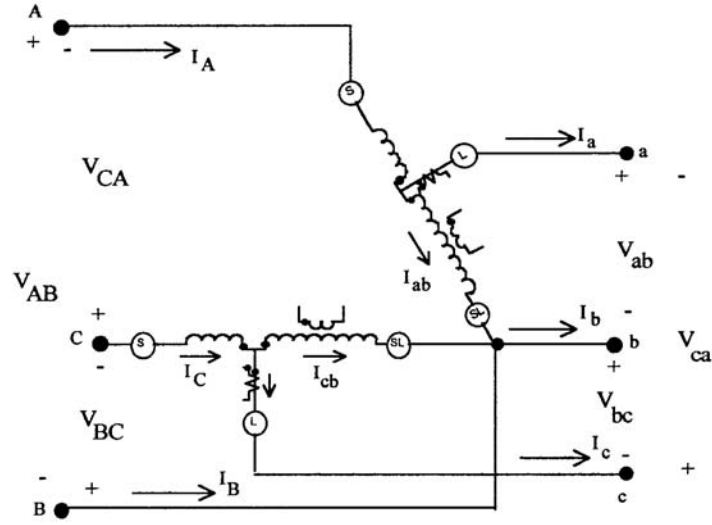 A
+ -
I_A
S
L
I_a
a
+ -
V_CA
I_ab
V_ab
V_AB
+
SL
I_b
-
C
S
SL
b
-
I_C
I_cb
+
V_ca
V_BC
V_bc
L
I_c
-
+
- +
I_B
B
c